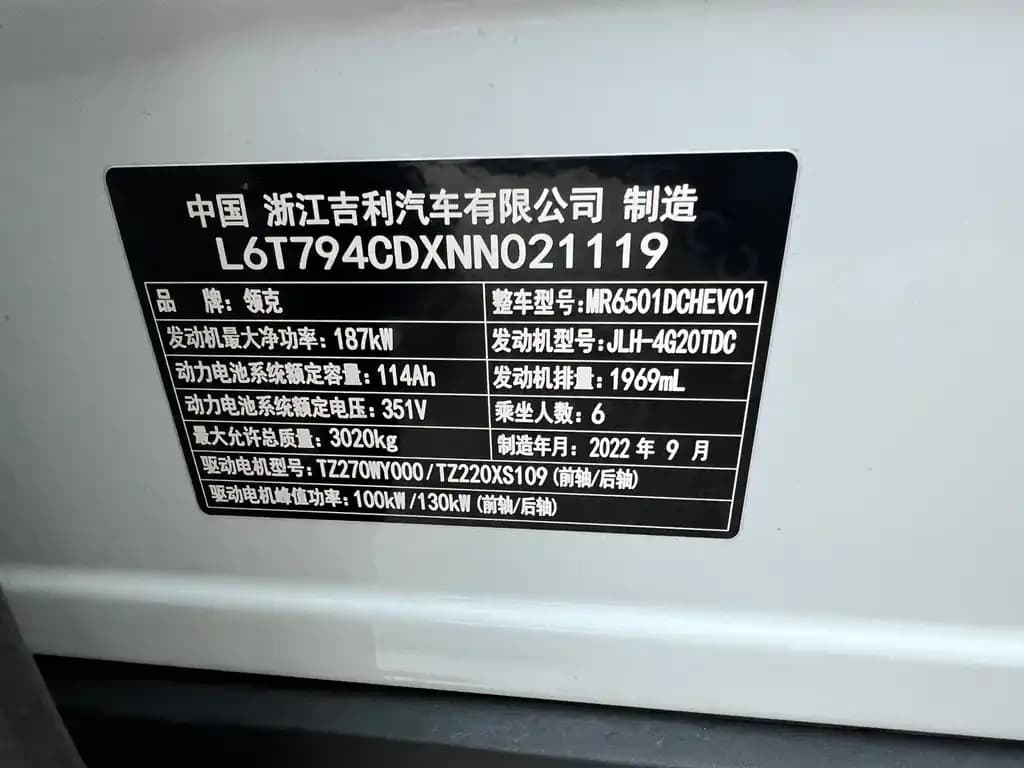 中国 浙江吉利汽车有限公司 制造
L6T794CDXNN021119
品 牌：领克 整车型号：MR6501DCHEV01
发动机最大净功率：187kW 发动机型号：JLH-4G20TDC
动力电池系统额定容量：114Ah 发动机排量：1969mL
动力电池系统额定电压：351V 乘坐人数：6
最大允许总质量：3020kg 制造年月：2022 年 9 月
驱动电机型号：TZ270WY000/TZ220XS109(前轴/后轴)
驱动电机峰值功率：100kW/130kW(前轴/后轴)